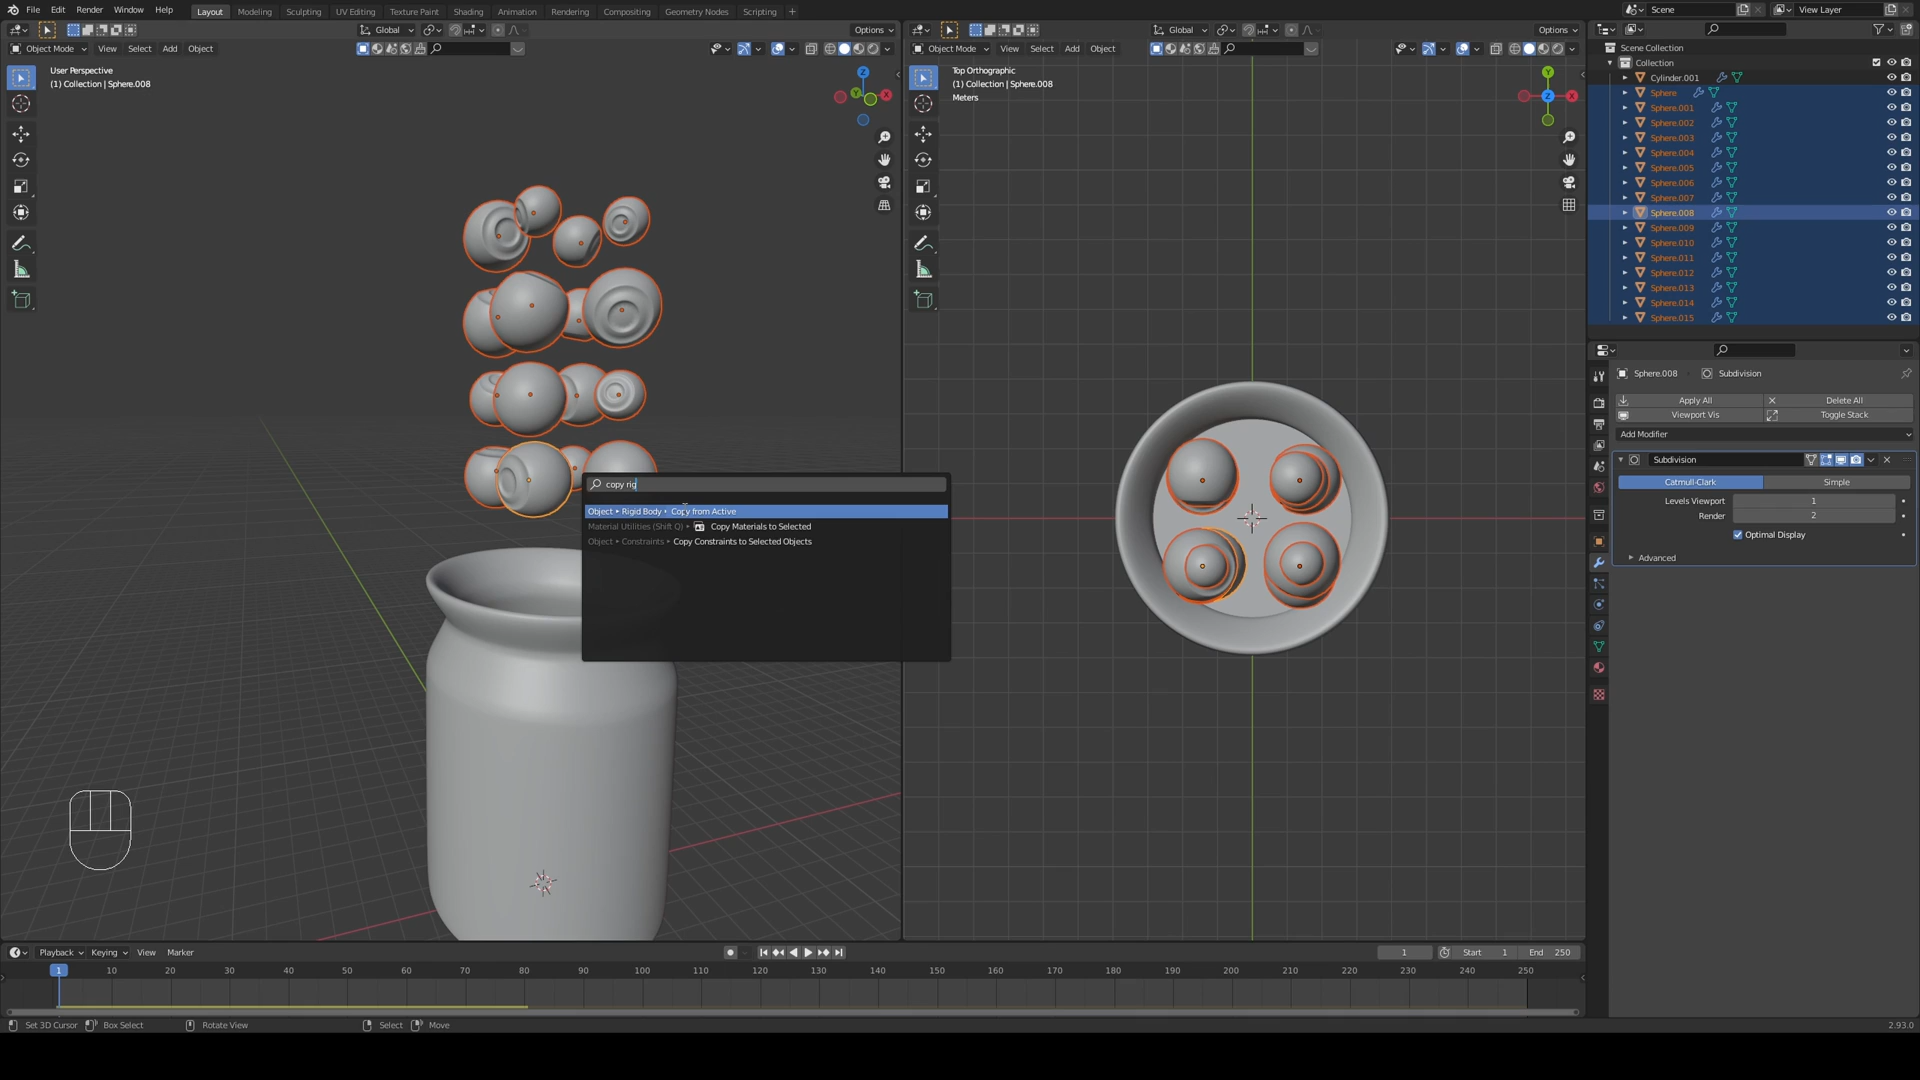 File Edit Render Window Help Layout Modeling Sculpting UV Editing Texture Paint Shading Animation Rendering Compositing Geometry Nodes Scripting + Scene View Layer
Global Options Global Options
Object Mode View Select Add Object Object Mode View Select Add Object
Scene Collection
Collection
Cylinder.001
Sphere
Sphere.001
Sphere.002
Sphere.003
Sphere.004
Sphere.005
Sphere.006
Sphere.007
Sphere.008
Sphere.009
Sphere.010
Sphere.011
Sphere.012
Sphere.013
Sphere.014
Sphere.015
User Perspective
(1) Collection | Sphere.008
Z
Y
X
Top Orthographic
(1) Collection | Sphere.008
Meters
Y
Z
X
copy rig
Object ▸ Rigid Body ▸ Copy from Active
Material Utilities (Shift Q) ▸ Copy Materials to Selected
Object ▸ Constraints ▸ Copy Constraints to Selected Objects
Sphere.008 Subdivision
Apply All Delete All
Viewport Vis Toggle Stack
Add Modifier
Subdivision
Catmull-Clark Simple
Levels Viewport 1
Render 2
Optimal Display
Advanced
Playback Keying View Marker 1 Start 1 End 250
1 10 20 30 40 50 60 70 80 90 100 110 120 130 140 150 160 170 180 190 200 210 220 230 240 250
Set 3D Cursor Box Select Rotate View Select Move 2.93.0